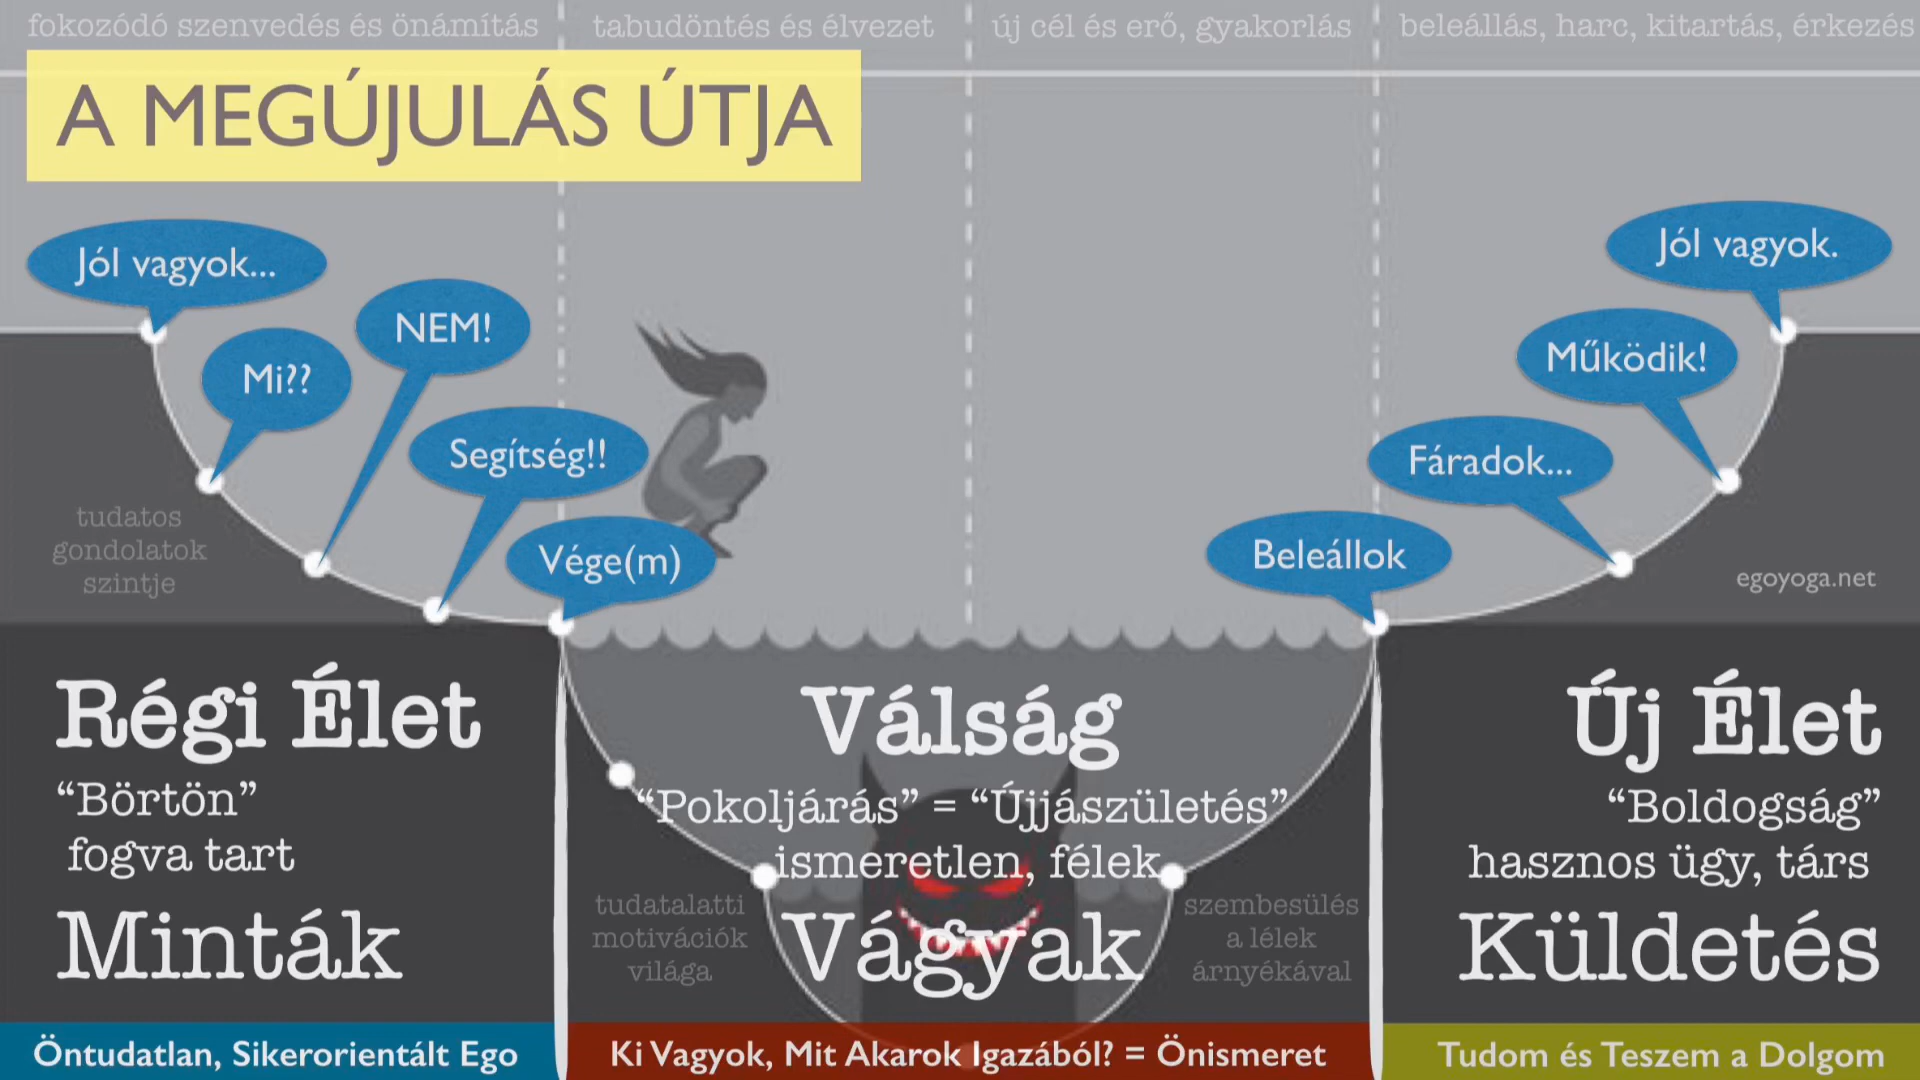 fokozódó szenvedés és önámítás
tabudöntés és élvezet
új cél és erő, gyakorlás
beleállás, harc, kitartás, érkezés
A MEGÚJULÁS ÚTJA
Jól vagyok...
Mi??
NEM!
Segítség!!
Vége(m)
Beleállok
Fáradok...
Működik!
Jól vagyok.
tudatos
gondolatok
szintje
egoyoga.net
Régi Élet
“Börtön”
fogva tart
Minták
Válság
“Pokoljárás” = “Újjászületés”
ismeretlen, félek
Vágyak
tudatalatti
motivációk
világa
szembesülés
a lélek
árnyékával
Új Élet
“Boldogság”
hasznos ügy, társ
Küldetés
Öntudatlan, Sikerorientált Ego
Ki Vagyok, Mit Akarok Igazából? = Önismeret
Tudom és Teszem a Dolgom